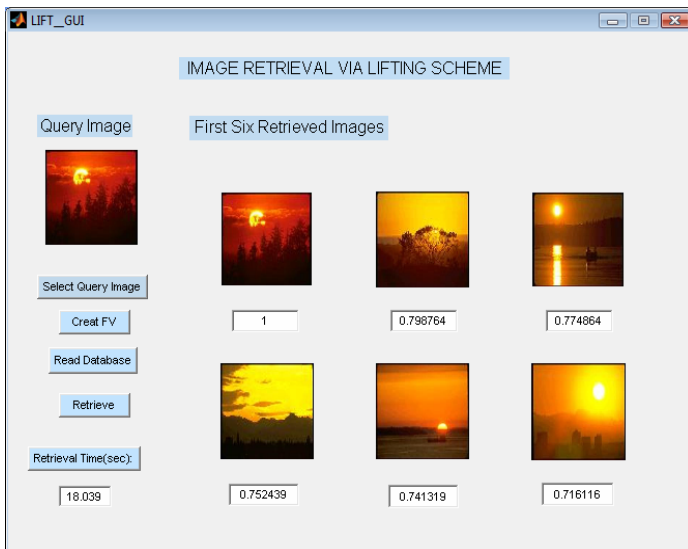 LIFT_GUI
IMAGE RETRIEVAL VIA LIFTING SCHEME
Query Image
First Six Retrieved Images
Select Query Image
Creat FV
1
0.798764
0.774864
Read Database
Retrieve
Retrieval Time(sec):
18.039
0.752439
0.741319
0.716116